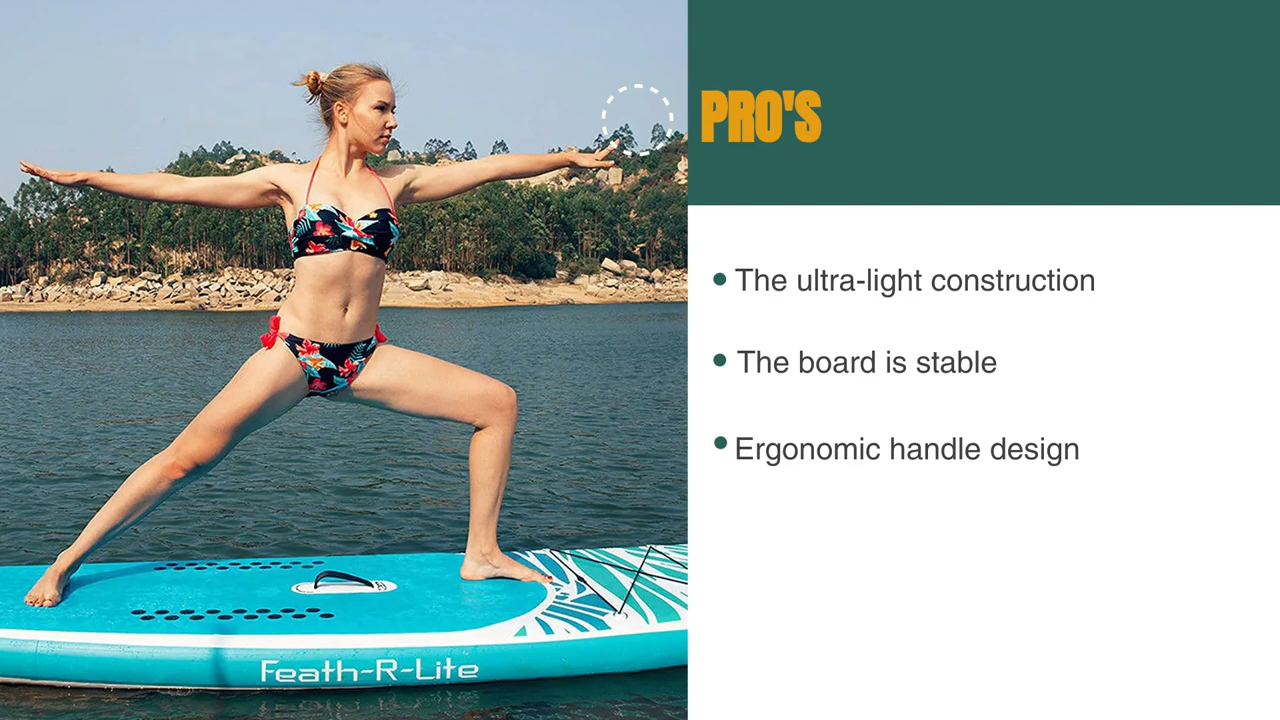 PRO'S
The ultra-light construction
The board is stable
Ergonomic handle design
Feath-R-Lite